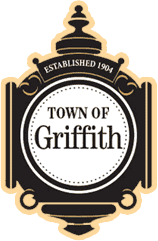 ESTABLISHED 1904
TOWN OF
Griffith